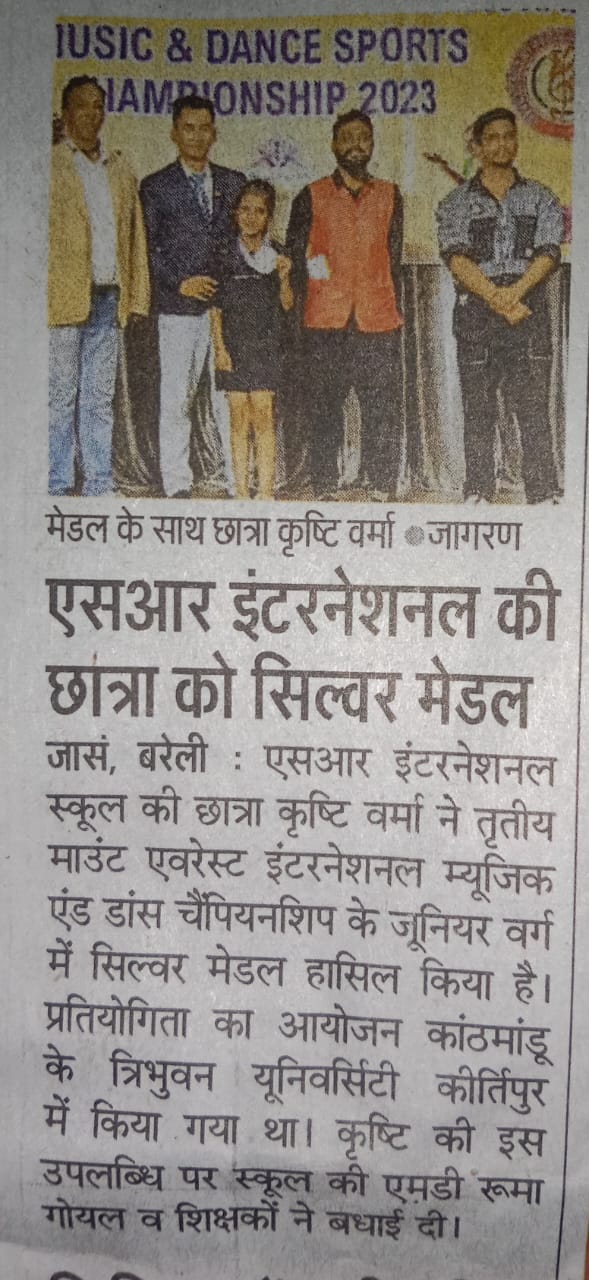 MUSIC & DANCE SPORTS
CHAMPIONSHIP 2023
मेडल के साथ छात्रा कृष्टि वर्मा ● जागरण
एसआर इंटरनेशनल की
छात्रा को सिल्वर मेडल
जासं, बरेली : एसआर इंटरनेशनल
स्कूल की छात्रा कृष्टि वर्मा ने तृतीय
माउंट एवरेस्ट इंटरनेशनल म्यूजिक
एंड डांस चैंपियनशिप के जूनियर वर्ग
में सिल्वर मेडल हासिल किया है।
प्रतियोगिता का आयोजन कांठमांडू
के त्रिभुवन यूनिवर्सिटी कीर्तिपुर
में किया गया था। कृष्टि की इस
उपलब्धि पर स्कूल की एमडी रूमा
गोयल व शिक्षकों ने बधाई दी।